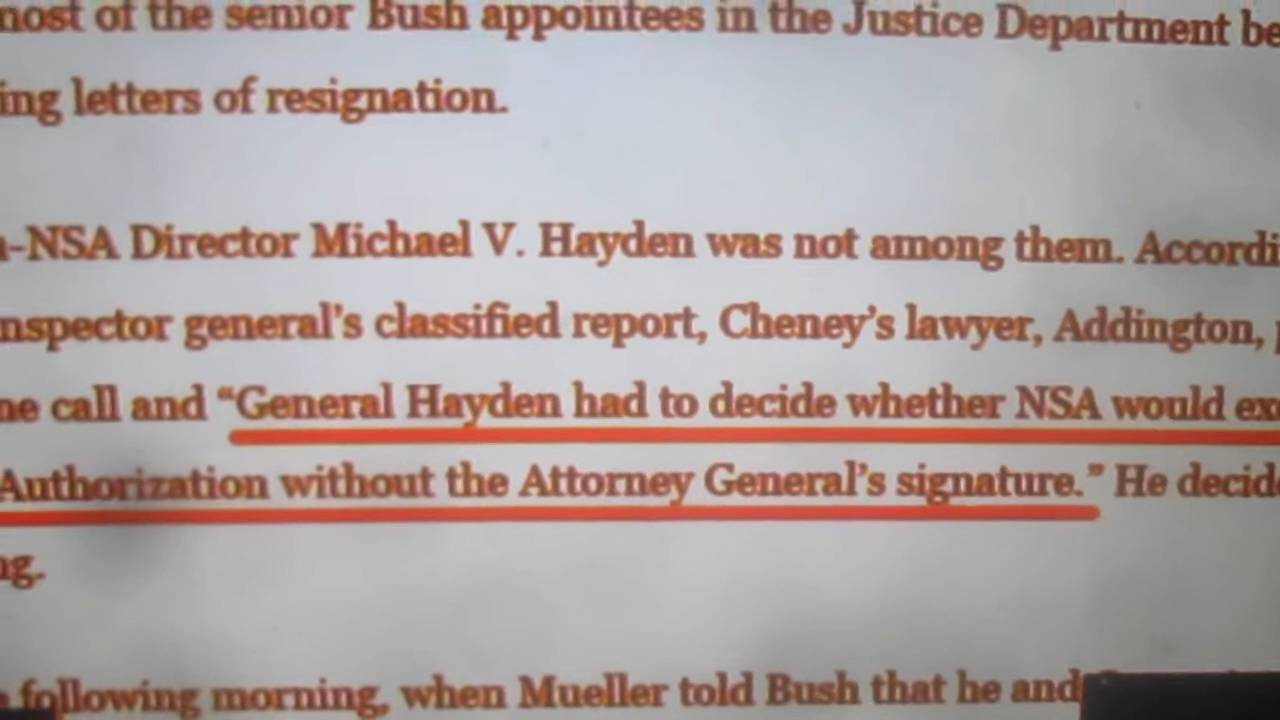 most of the senior Bush appointees in the Justice Department be
ing letters of resignation.
-NSA Director Michael V. Hayden was not among them. Accordi
nspector general’s classified report, Cheney’s lawyer, Addington,
ne call and “General Hayden had to decide whether NSA would ex
Authorization without the Attorney General’s signature.” He decid
ng.
following morning, when Mueller told Bush that he and